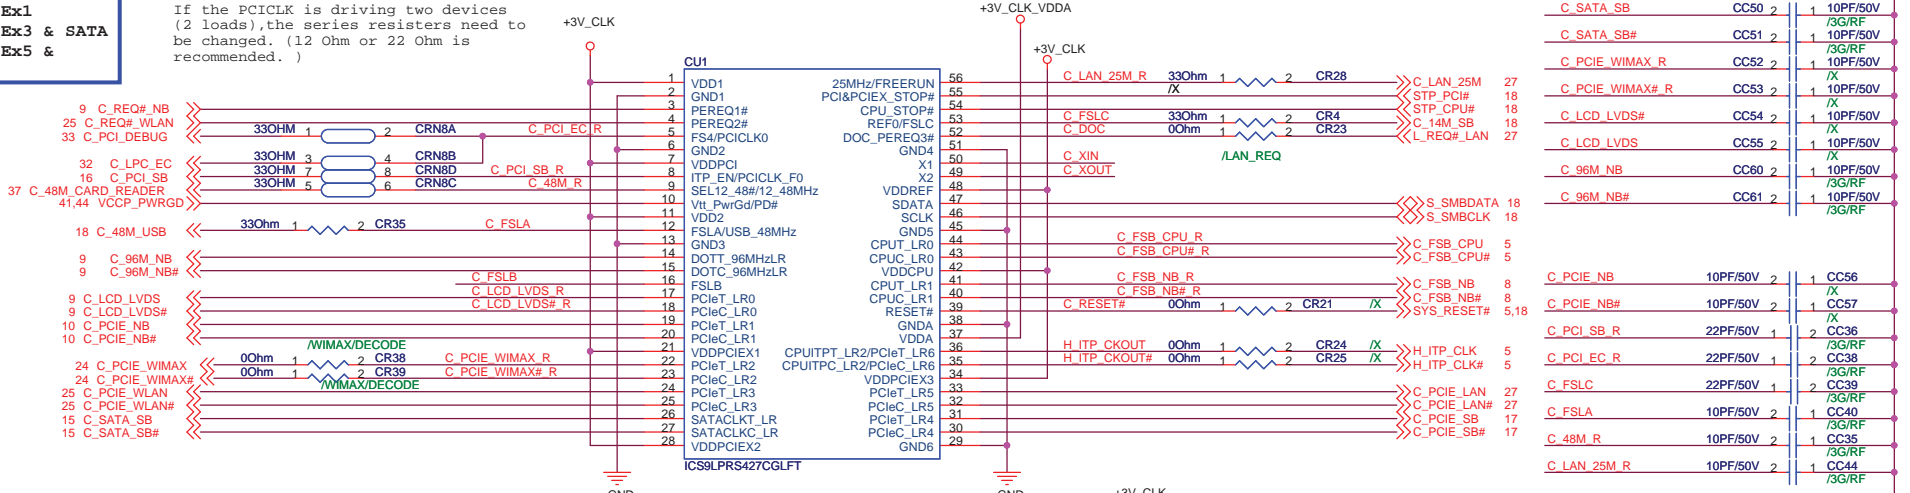 Ex1
Ex3 & SATA
Ex5 &
If the PCICLK is driving two devices
(2 loads),the series resisters need to
be changed. (12 Ohm or 22 Ohm is
recommended. )
+3V_CLK
+3V_CLK_VDDA
+3V_CLK
CU1
9 C_REQ#_NB
25 C_REQ#_WLAN
33 C_PCI_DEBUG 33OHM 1 2 CRN8A C_PCI_EC_R
32 C_LPC_EC 33OHM 3 4 CRN8B
16 C_PCI_SB 33OHM 7 8 CRN8D C_PCI_SB_R
37 C_48M_CARD_READER 33OHM 5 6 CRN8C C_48M_R
41,44 VCCP_PWRGD
18 C_48M_USB 33Ohm 1 2 CR35 C_FSLA
9 C_96M_NB
9 C_96M_NB#
C_FSLB
9 C_LCD_LVDS C_LCD_LVDS_R
9 C_LCD_LVDS# C_LCD_LVDS#_R
10 C_PCIE_NB
10 C_PCIE_NB#
/WIMAX/DECODE
24 C_PCIE_WIMAX 0Ohm 1 2 CR38 C_PCIE_WIMAX_R
24 C_PCIE_WIMAX# 0Ohm 1 2 CR39 C_PCIE_WIMAX#_R
/WIMAX/DECODE
25 C_PCIE_WLAN
25 C_PCIE_WLAN#
15 C_SATA_SB
15 C_SATA_SB#
1 VDD1
2 GND1
3 PEREQ1#
4 PEREQ2#
5 FS4/PCICLK0
6 GND2
7 VDDPCI
8 ITP_EN/PCICLK_F0
9 SEL12_48#/12_48MHz
10 Vtt_PwrGd/PD#
11 VDD2
12 FSLA/USB_48MHz
13 GND3
14 DOTT_96MHzLR
15 DOTC_96MHzLR
16 FSLB
17 PCIeT_LR0
18 PCIeC_LR0
19 PCIeT_LR1
20 PCIeC_LR1
21 VDDPCIEX1
22 PCIeT_LR2
23 PCIeC_LR2
24 PCIeT_LR3
25 PCIeC_LR3
26 SATACLKT_LR
27 SATACLKC_LR
28 VDDPCIEX2
25MHz/FREERUN 56
PCI&PCIEX_STOP# 55
CPU_STOP# 54
REF0/FSLC 53
DOC_PEREQ3# 52
GND4 51
X1 50
X2 49
VDDREF 48
SDATA 47
SCLK 46
GND5 45
CPUT_LR0 44
CPUC_LR0 43
VDDCPU 42
CPUT_LR1 41
CPUC_LR1 40
RESET# 39
GNDA 38
VDDA 37
CPUITPT_LR2/PCIeT_LR6 36
CPUITPC_LR2/PCIeC_LR6 35
VDDPCIEX3 34
PCIeT_LR5 33
PCIeC_LR5 32
PCIeT_LR4 31
PCIeC_LR4 30
GND6 29
ICS9LPRS427CGLFT
GND
GND
+3V_CLK
C_LAN_25M_R 33Ohm 1 2 CR28 C_LAN_25M 27
/X
STP_PCI# 18
STP_CPU# 18
C_FSLC 33Ohm 1 2 CR4 C_14M_SB 18
C_DOC 0Ohm 1 2 CR23 L_REQ#_LAN 27
/LAN_REQ
C_XIN
C_XOUT
S_SMBDATA 18
S_SMBCLK 18
C_FSB_CPU_R C_FSB_CPU 5
C_FSB_CPU#_R C_FSB_CPU# 5
C_FSB_NB_R C_FSB_NB 8
C_FSB_NB#_R C_FSB_NB# 8
C_RESET# 0Ohm 1 2 CR21 /X SYS_RESET# 5,18
H_ITP_CKOUT 0Ohm 1 2 CR24 /X H_ITP_CLK 5
H_ITP_CKOUT# 0Ohm 1 2 CR25 /X H_ITP_CLK# 5
C_PCIE_LAN 27
C_PCIE_LAN# 27
C_PCIE_SB 17
C_PCIE_SB# 17
C_SATA_SB CC50 2 1 10PF/50V
/3G/RF
C_SATA_SB# CC51 2 1 10PF/50V
/3G/RF
C_PCIE_WIMAX_R CC52 2 1 10PF/50V
/X
C_PCIE_WIMAX#_R CC53 2 1 10PF/50V
/X
C_LCD_LVDS# CC54 2 1 10PF/50V
/X
C_LCD_LVDS CC55 2 1 10PF/50V
/X
C_96M_NB CC60 2 1 10PF/50V
/3G/RF
C_96M_NB# CC61 2 1 10PF/50V
/3G/RF
C_PCIE_NB 10PF/50V 2 1 CC56
/X
C_PCIE_NB# 10PF/50V 2 1 CC57
/X
C_PCI_SB_R 22PF/50V 1 2 CC36
/3G/RF
C_PCI_EC_R 22PF/50V 2 1 CC38
/3G/RF
C_FSLC 22PF/50V 1 2 CC39
/3G/RF
C_FSLA 10PF/50V 2 1 CC40
/3G/RF
C_48M_R 10PF/50V 2 1 CC35
/3G/RF
C_LAN_25M_R 10PF/50V 2 1 CC44
/3G/RF